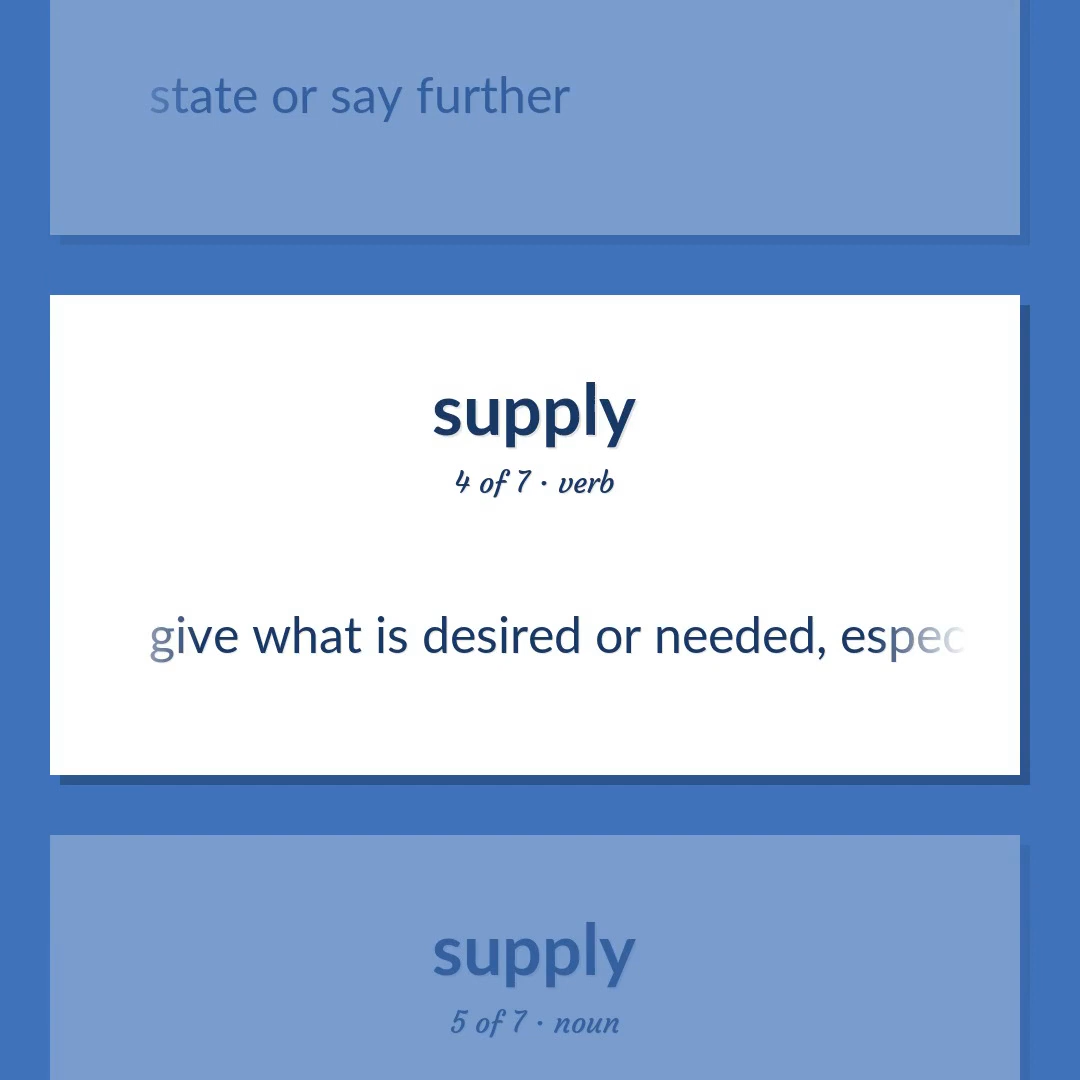 state or say further
supply
4 of 7 · verb
give what is desired or needed, espec
supply
5 of 7 · noun